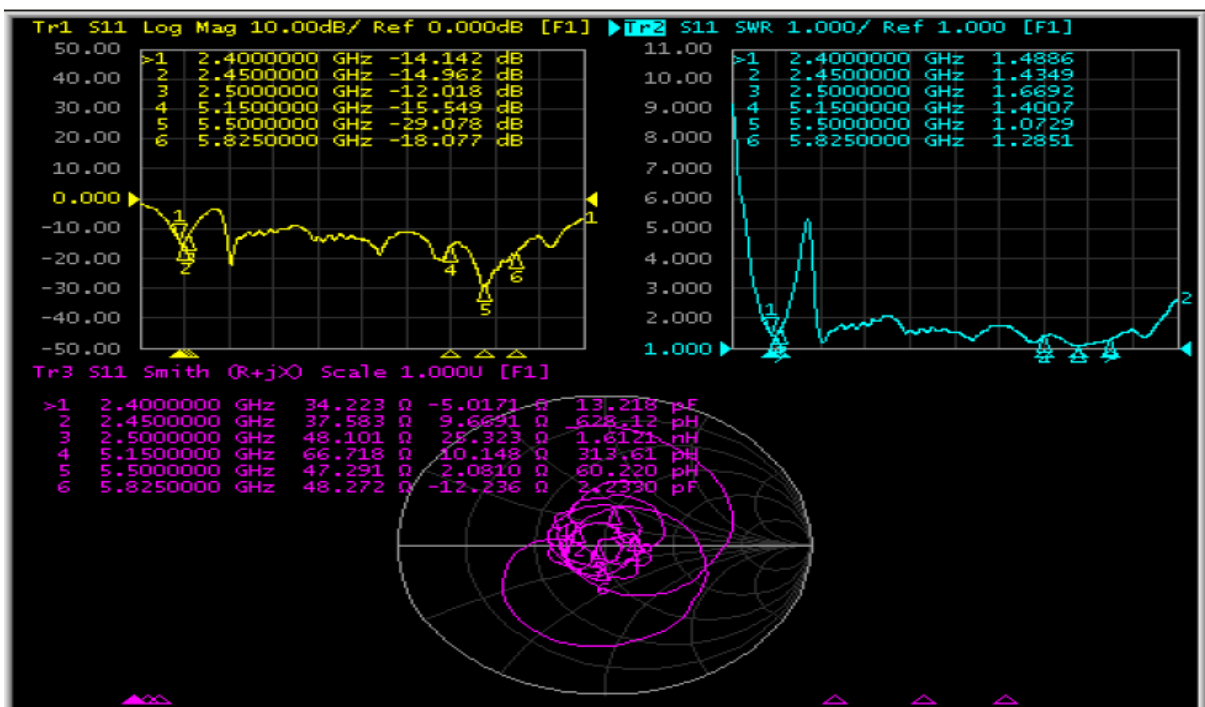 Tr1 S11 Log Mag 10.00dB/ Ref 0.000dB [F1]
50.00
40.00
30.00
20.00
10.00
0.000
-10.00
-20.00
-30.00
-40.00
-50.00
>1 2.4000000 GHz -14.142 dB
2 2.4500000 GHz -14.962 dB
3 2.5000000 GHz -12.018 dB
4 5.1500000 GHz -15.549 dB
5 5.5000000 GHz -29.078 dB
6 5.8250000 GHz -18.077 dB
1
2
4
5
6
1
Tr2 S11 SWR 1.000/ Ref 1.000 [F1]
11.00
10.00
9.000
8.000
7.000
6.000
5.000
4.000
3.000
2.000
1.000
>1 2.4000000 GHz 1.4886
2 2.4500000 GHz 1.4349
3 2.5000000 GHz 1.6692
4 5.1500000 GHz 1.4007
5 5.5000000 GHz 1.0729
6 5.8250000 GHz 1.2851
1
2
Tr3 S11 Smith (R+jX) Scale 1.000U [F1]
>1 2.4000000 GHz 34.223 Ω -5.0171 Ω 13.218 pF
2 2.4500000 GHz 37.583 Ω 9.6691 Ω 628.12 pH
3 2.5000000 GHz 48.101 Ω 25.323 Ω 1.6121 nH
4 5.1500000 GHz 66.718 Ω 10.148 Ω 313.61 pH
5 5.5000000 GHz 47.291 Ω 2.0810 Ω 60.220 pH
6 5.8250000 GHz 48.272 Ω -12.236 Ω 2.2330 pF